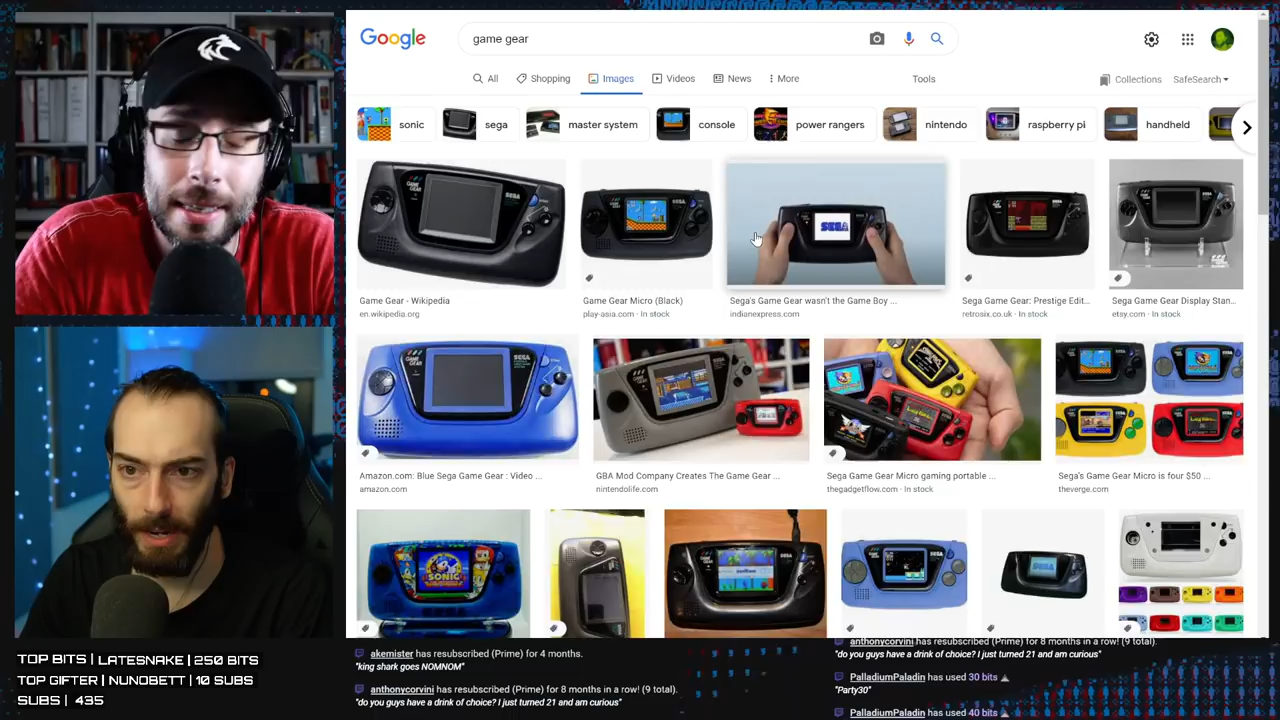 Google
game gear
All
Shopping
Images
Videos
News
More
Tools
Collections
SafeSearch
sonic
sega
master system
console
power rangers
nintendo
raspberry pi
handheld
Game Gear - Wikipedia
en.wikipedia.org
Game Gear Micro (Black)
play-asia.com · In stock
Sega's Game Gear wasn't the Game Boy ...
indianexpress.com
Sega Game Gear: Prestige Edit...
retrosix.co.uk · In stock
Sega Game Gear Display Stan...
etsy.com · In stock
Amazon.com: Blue Sega Game Gear : Video ...
amazon.com
GBA Mod Company Creates The Game Gear ...
nintendolife.com
Sega Game Gear Micro gaming portable ...
thegadgetflow.com · In stock
Sega's Game Gear Micro is four $50 ...
theverge.com
TOP BITS | LATESNAKE | 250 BITS
TOP GIFTER | NUNOBETT | 10 SUBS
SUBS | 435
akemister has resubscribed (Prime) for 4 months.
"king shark goes NOMNOM"
anthonycorvini has resubscribed (Prime) for 8 months in a row! (9 total).
"do you guys have a drink of choice? I just turned 21 and am curious"
anthonycorvini has resubscribed (Prime) for 8 months in a row! (9 total).
"do you guys have a drink of choice? I just turned 21 and am curious"
PalladiumPaladin has used 30 bits
"Party30"
PalladiumPaladin has used 40 bits